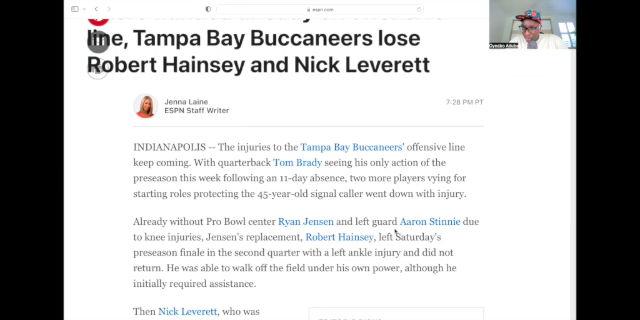 espn.com
line, Tampa Bay Buccaneers lose
Robert Hainsey and Nick Leverett
Jenna Laine
ESPN Staff Writer
7:28 PM PT
INDIANAPOLIS -- The injuries to the Tampa Bay Buccaneers' offensive line
keep coming. With quarterback Tom Brady seeing his only action of the
preseason this week following an 11-day absence, two more players vying for
starting roles protecting the 45-year-old signal caller went down with injury.
Already without Pro Bowl center Ryan Jensen and left guard Aaron Stinnie due
to knee injuries, Jensen's replacement, Robert Hainsey, left Saturday's
preseason finale in the second quarter with a left ankle injury and did not
return. He was able to walk off the field under his own power, although he
initially required assistance.
Then Nick Leverett, who was